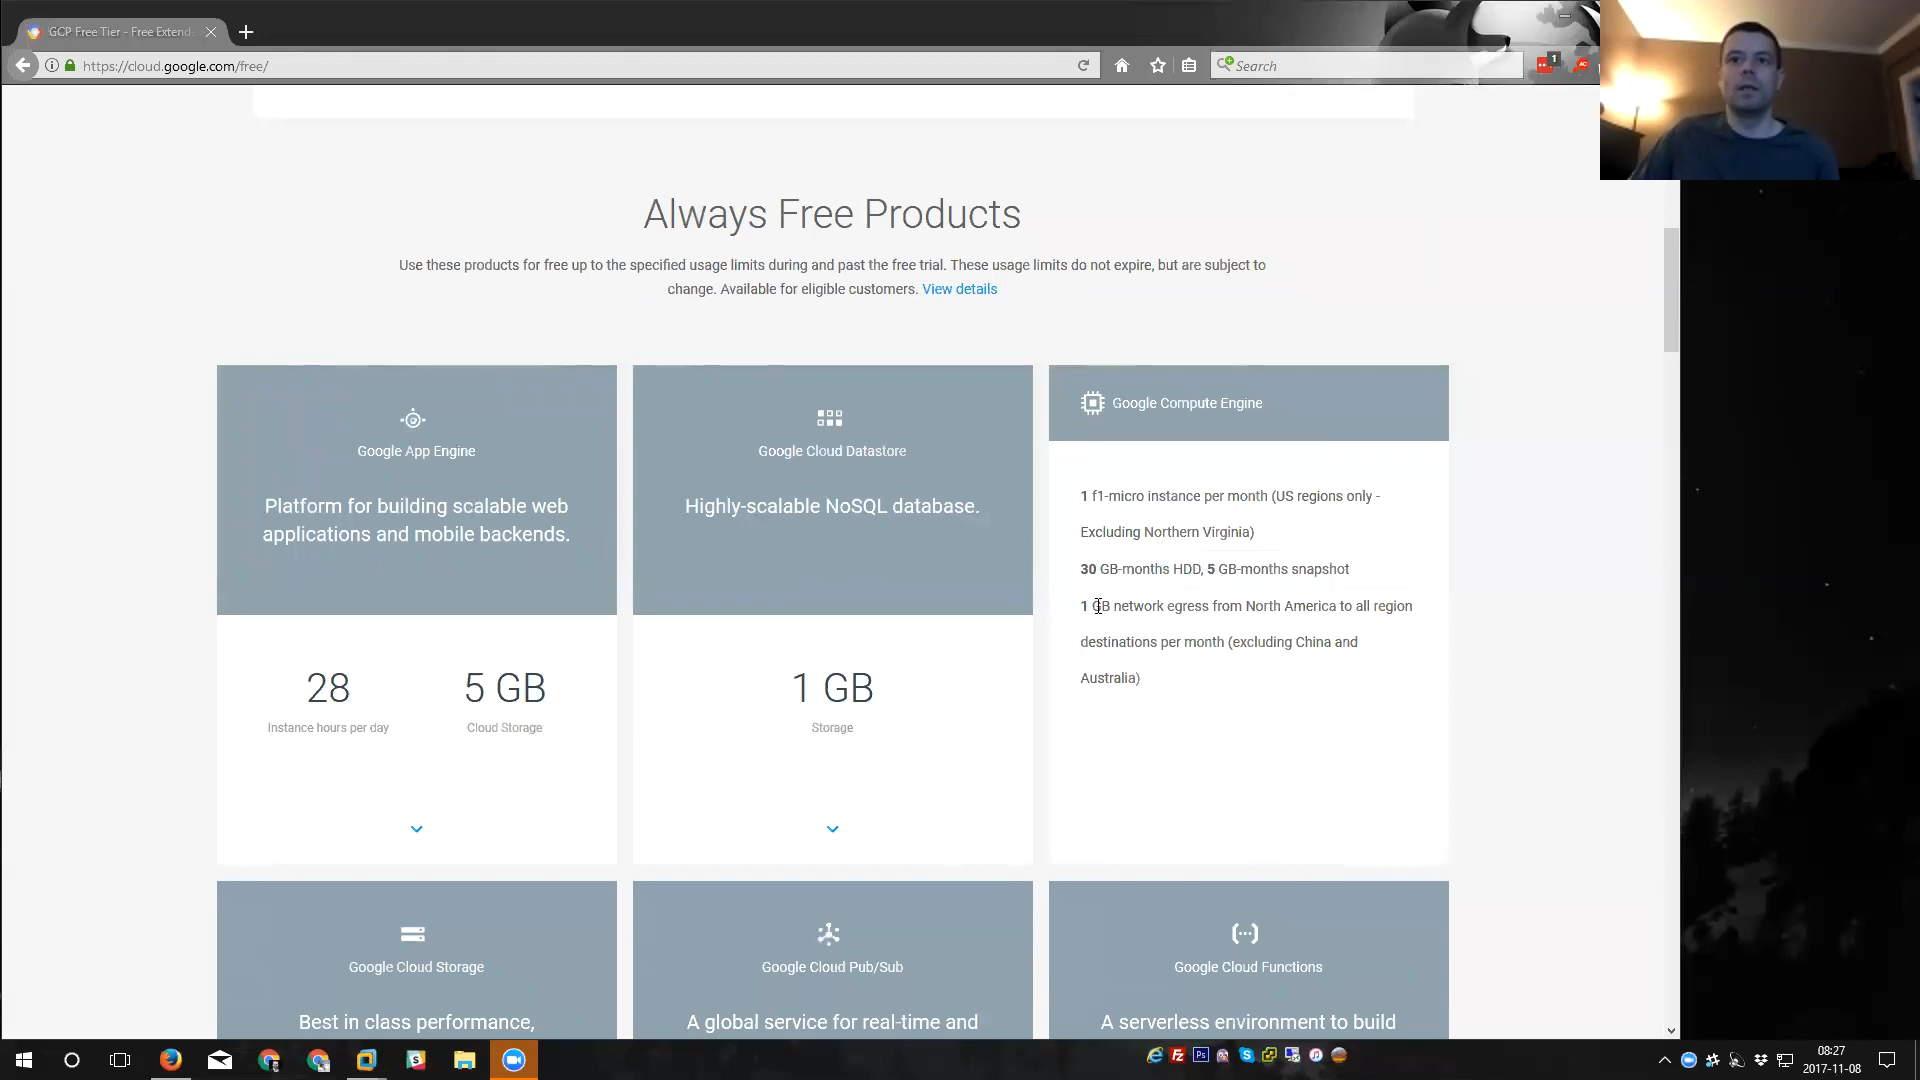 GCP Free Tier - Free Extend
https://cloud.google.com/free/
Search
1
Always Free Products
Use these products for free up to the specified usage limits during and past the free trial. These usage limits do not expire, but are subject to
change. Available for eligible customers. View details
Google App Engine
Platform for building scalable web
applications and mobile backends.
28
5 GB
Instance hours per day
Cloud Storage
Google Cloud Datastore
Highly-scalable NoSQL database.
1 GB
Storage
Google Compute Engine
1 f1-micro instance per month (US regions only -
Excluding Northern Virginia)
30 GB-months HDD, 5 GB-months snapshot
1 GB network egress from North America to all region
destinations per month (excluding China and
Australia)
Google Cloud Storage
Best in class performance,
Google Cloud Pub/Sub
A global service for real-time and
Google Cloud Functions
A serverless environment to build
08:27
2017-11-08